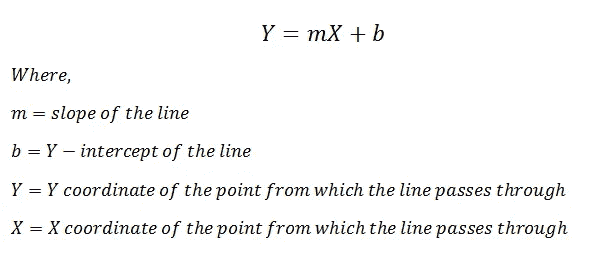 Y = mX + b
Where,
m = slope of the line
b = Y − intercept of the line
Y = Y coordinate of the point from which the line passes through
X = X coordinate of the point from which the line passes through